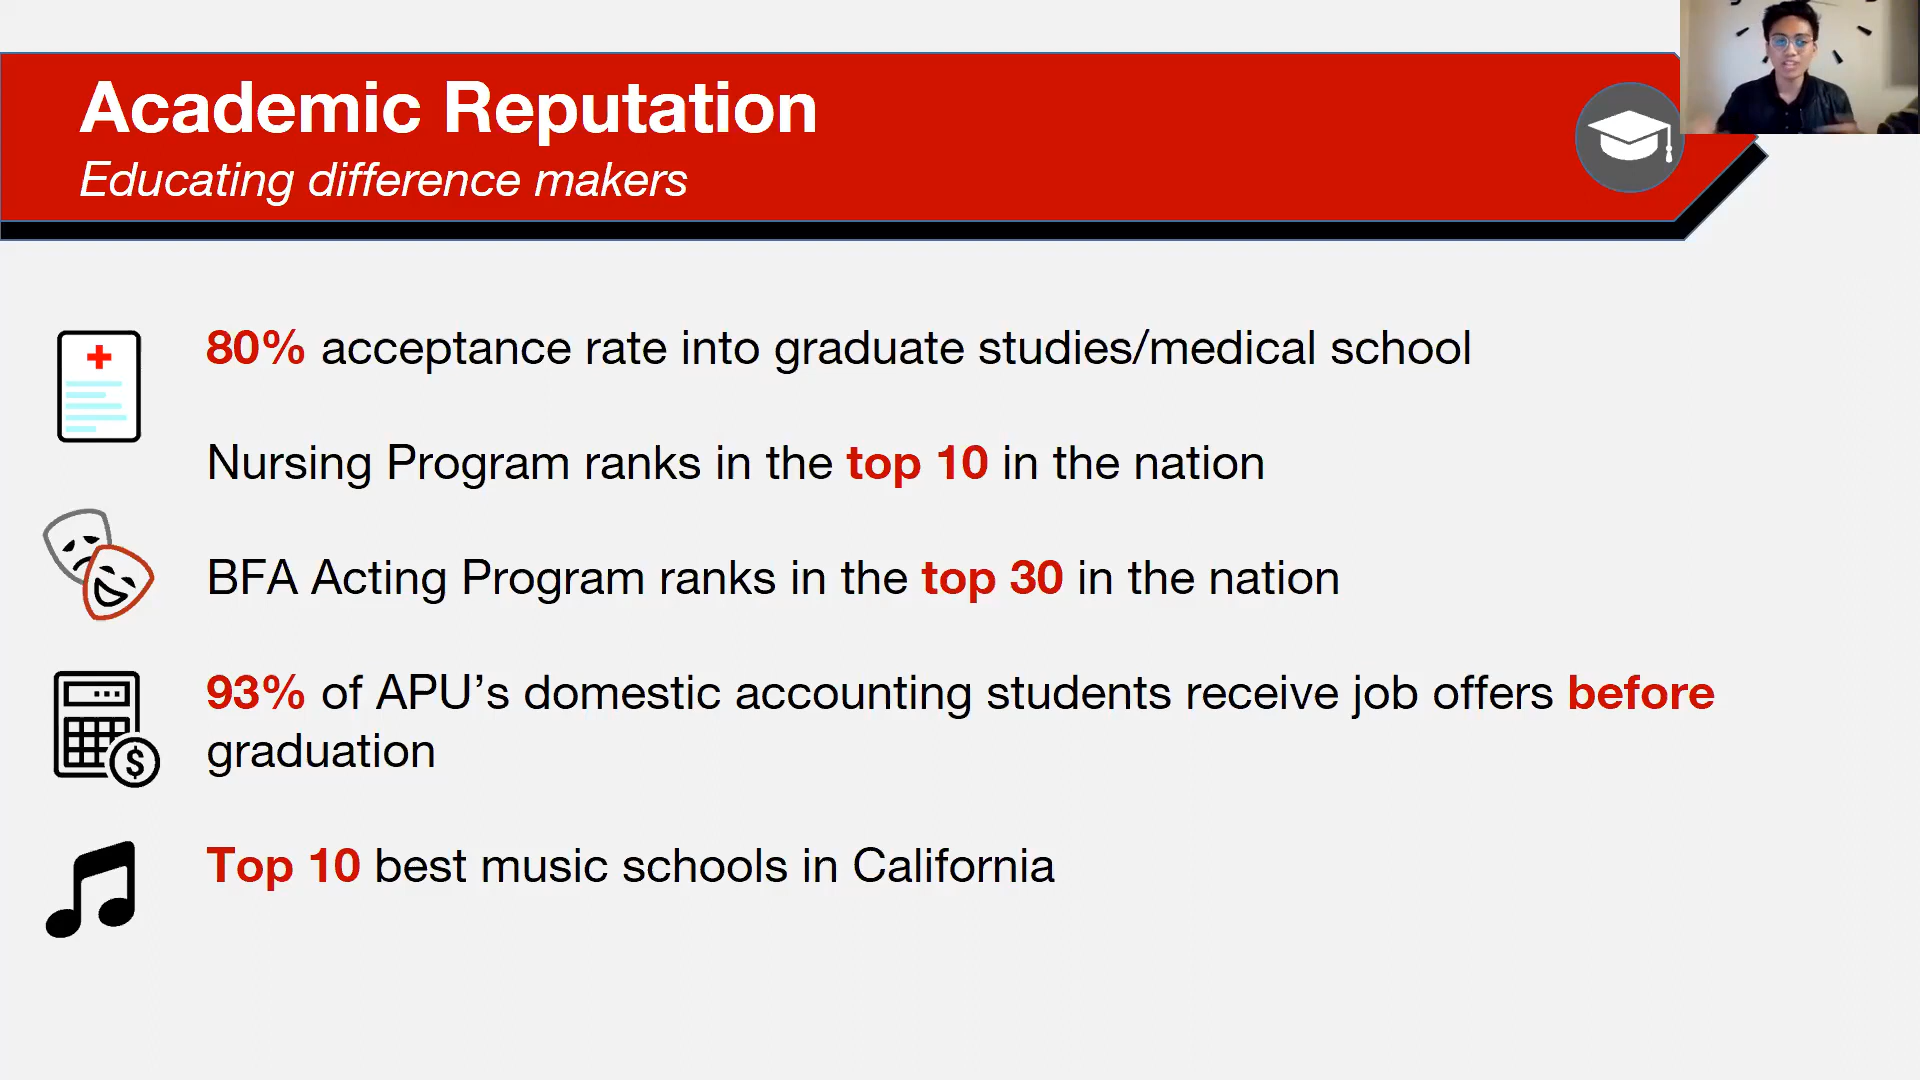 Academic Reputation
Educating difference makers
80% acceptance rate into graduate studies/medical school
Nursing Program ranks in the top 10 in the nation
BFA Acting Program ranks in the top 30 in the nation
93% of APU’s domestic accounting students receive job offers before
graduation
$
Top 10 best music schools in California